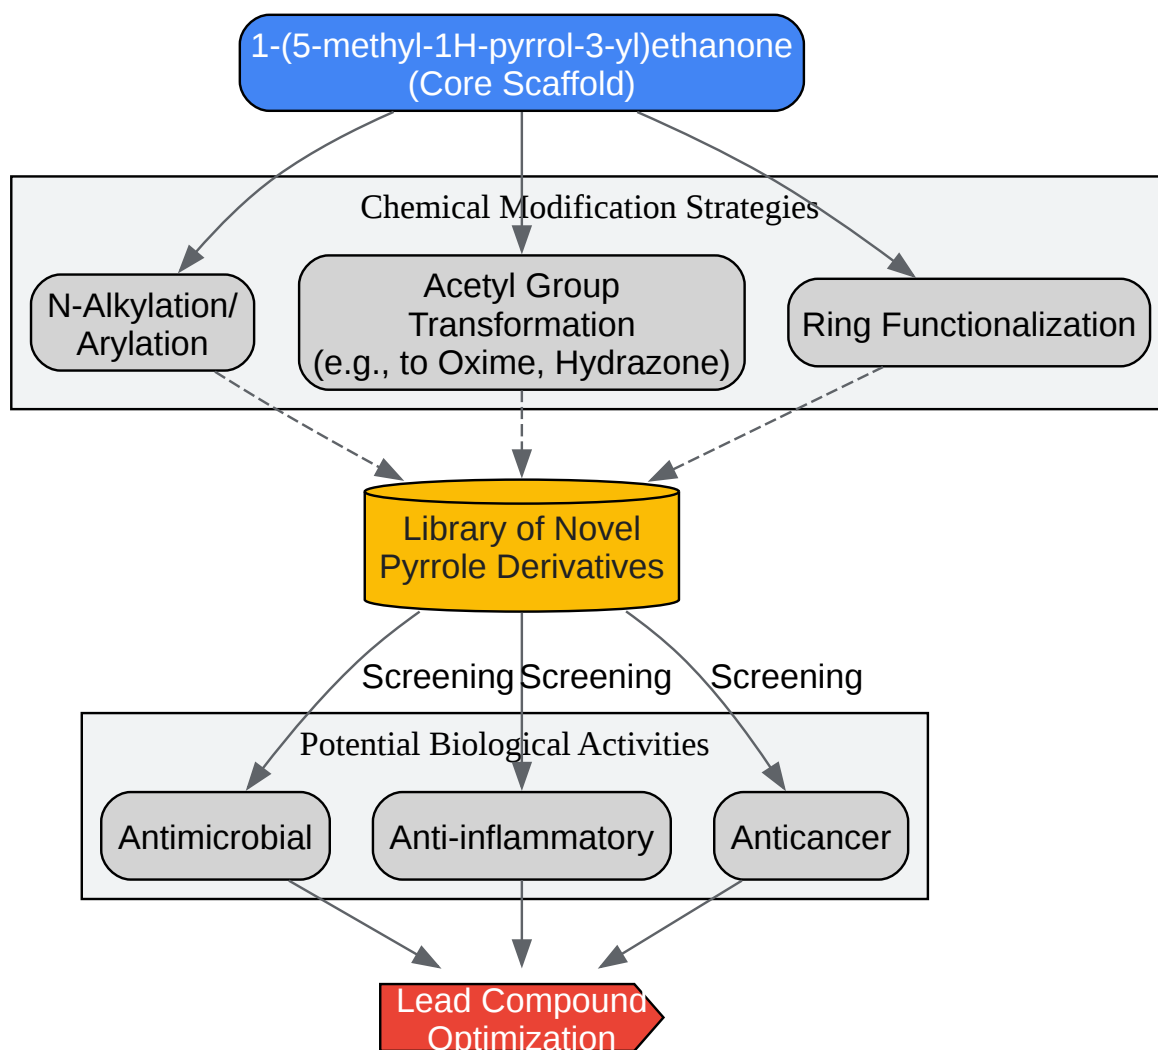 1-(5-methyl-1H-pyrrol-3-yl)ethanone
(Core Scaffold)
Chemical Modification Strategies
N-Alkylation/
Arylation
Acetyl Group
Transformation
(e.g., to Oxime, Hydrazone)
Ring Functionalization
Library of Novel
Pyrrole Derivatives
Screening
Screening
Screening
Potential Biological Activities
Antimicrobial
Anti-inflammatory
Anticancer
Lead Compound
Optimization